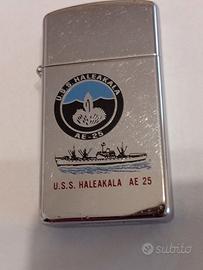 U.S.S. HALEAKALA
AE-25
U.S.S. HALEAKALA AE 25
subito